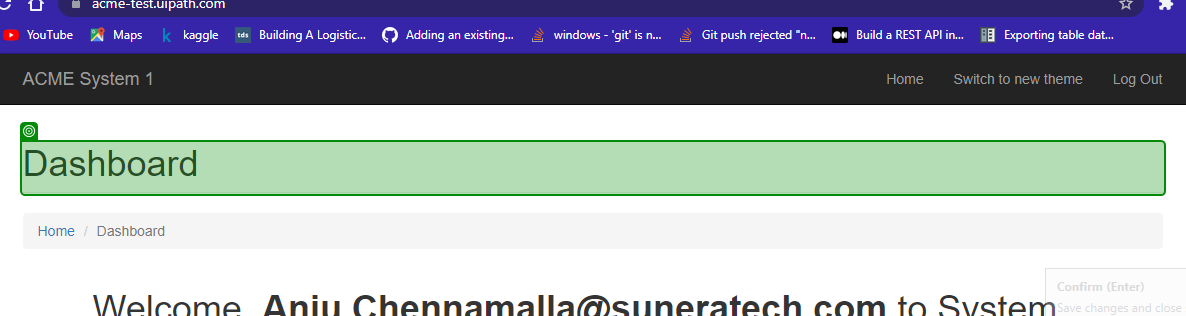 acme-test.uipath.com
YouTube Maps kaggle tds Building A Logistic... Adding an existing... windows - 'git' is n... Git push rejected "n... Build a REST API in... Exporting table dat...
ACME System 1 Home Switch to new theme Log Out
Dashboard
Home / Dashboard
Welcome, Anju.Chennamalla@suneratech.com to System
Confirm (Enter)
Save changes and close